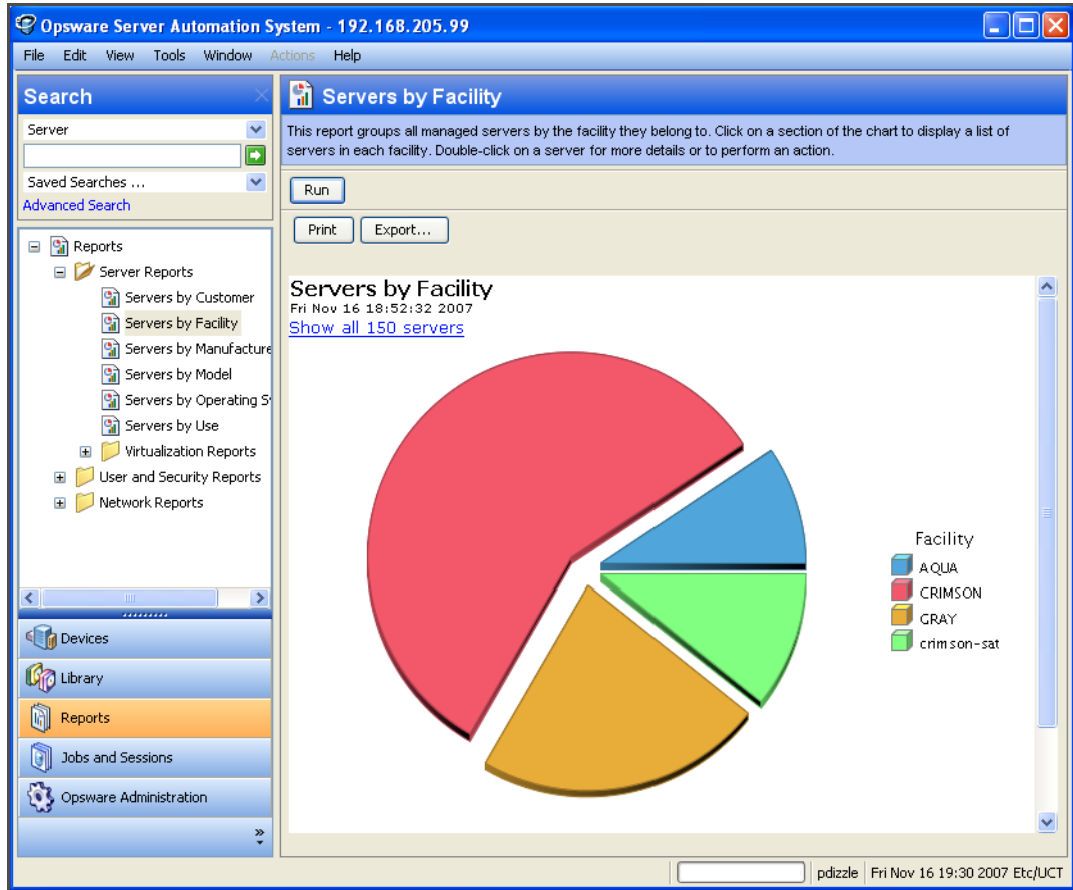 Opsware Server Automation System - 192.168.205.99
File Edit View Tools Window Actions Help
Search
Server
Saved Searches ...
Advanced Search
Reports
Server Reports
Servers by Customer
Servers by Facility
Servers by Manufacture
Servers by Model
Servers by Operating S
Servers by Use
Virtualization Reports
User and Security Reports
Network Reports
Devices
Library
Reports
Jobs and Sessions
Opsware Administration
Servers by Facility
This report groups all managed servers by the facility they belong to. Click on a section of the chart to display a list of
servers in each facility. Double-click on a server for more details or to perform an action.
Run
Print Export...
Servers by Facility
Fri Nov 16 18:52:32 2007
Show all 150 servers
Facility
AQUA
CRIMSON
GRAY
crimson-sat
pdizzle Fri Nov 16 19:30 2007 Etc/UCT